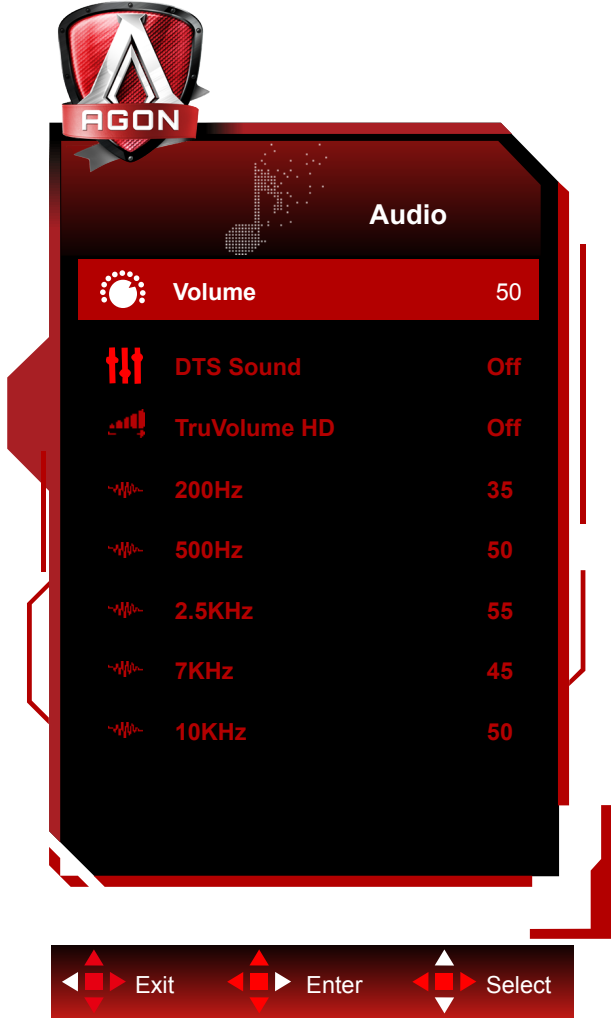 AGON
Audio
Volume 50
DTS Sound Off
TruVolume HD Off
200Hz 35
500Hz 50
2.5KHz 55
7KHz 45
10KHz 50
Exit Enter Select